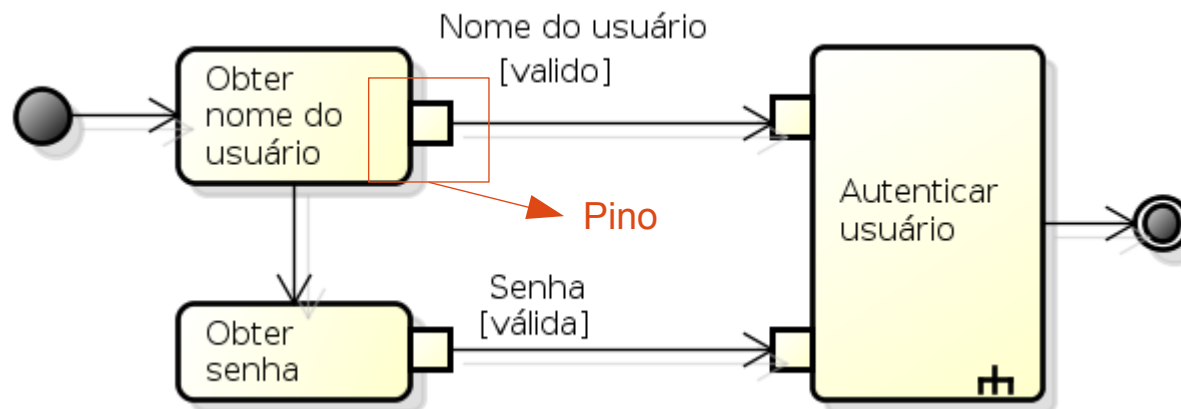 Nome do usuário
[valido]
Obter
nome do
usuário
Pino
Autenticar
usuário
Senha
[válida]
Obter
senha